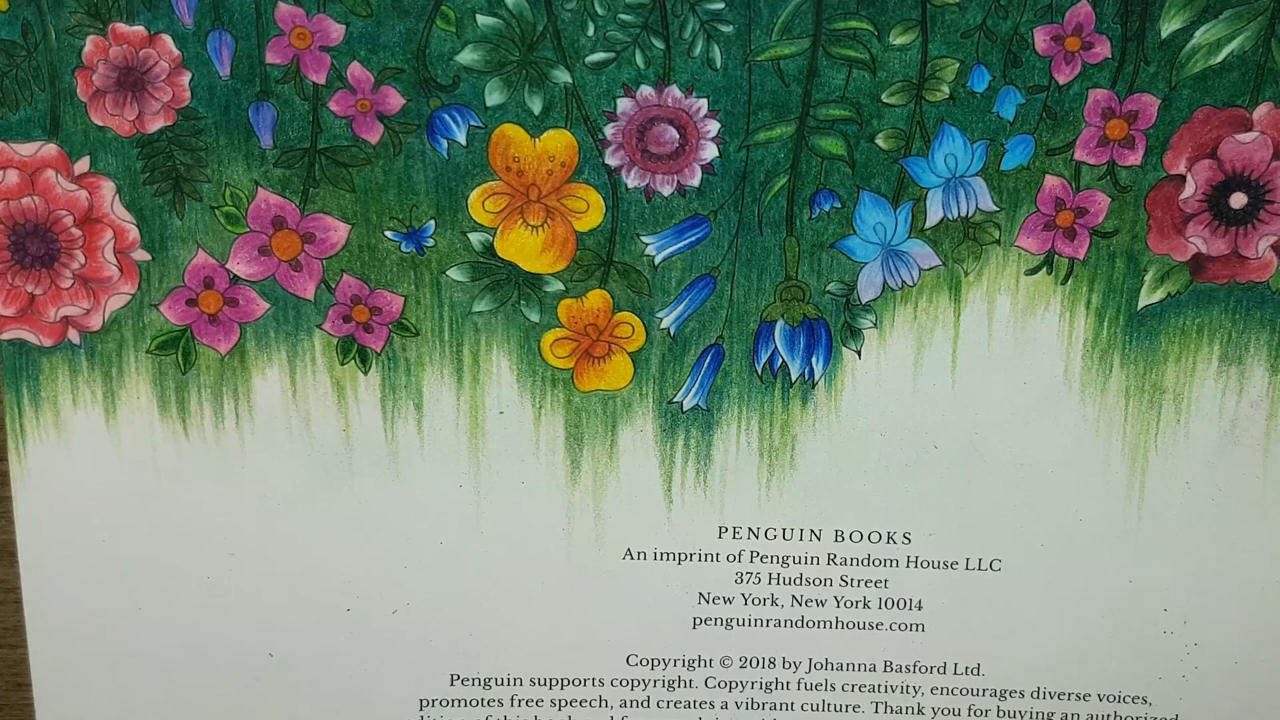 PENGUIN BOOKS
An imprint of Penguin Random House LLC
375 Hudson Street
New York, New York 10014
penguinrandomhouse.com
Copyright © 2018 by Johanna Basford Ltd.
Penguin supports copyright. Copyright fuels creativity, encourages diverse voices,
promotes free speech, and creates a vibrant culture. Thank you for buying an authorized